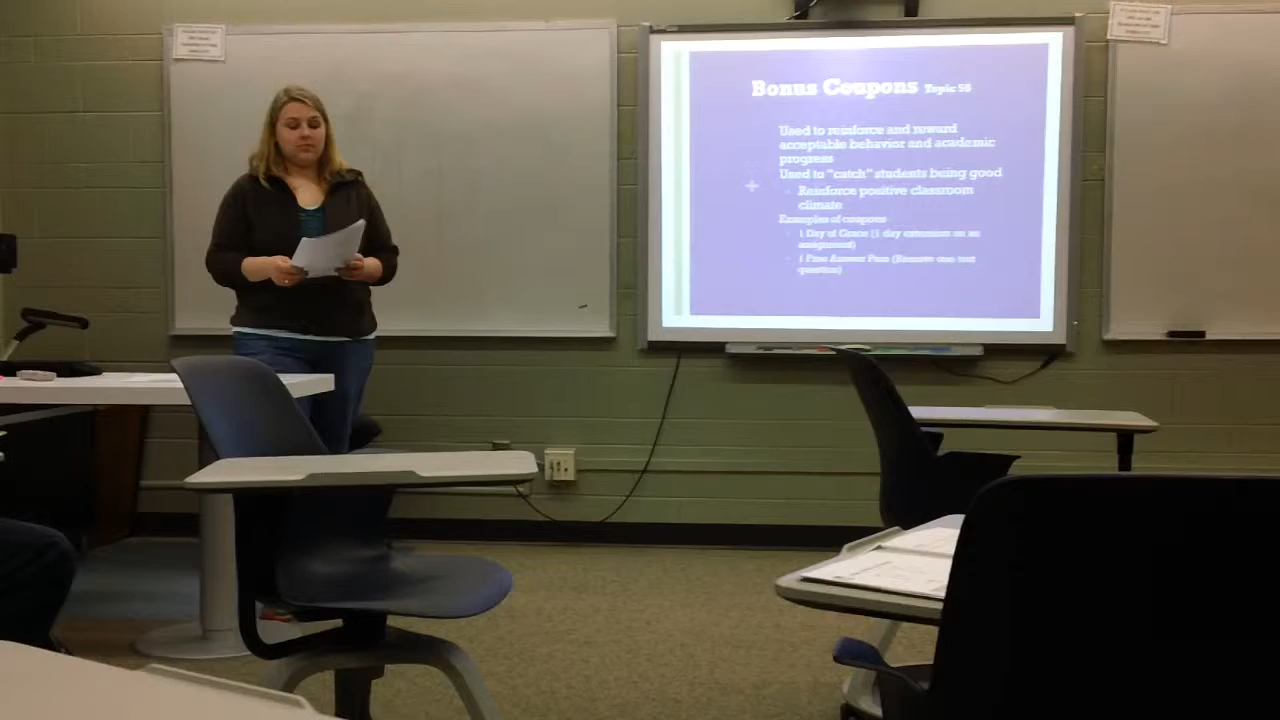 Bonus Coupons Topic 55
Used to reinforce and reward
acceptable behavior and academic
progress
Used to "catch" students being good
Reinforce positive classroom
climate
Examples of coupons
1 Day of Grace (1 day extension on an
assignment)
1 Free Answer Pass (Remove one test
question)